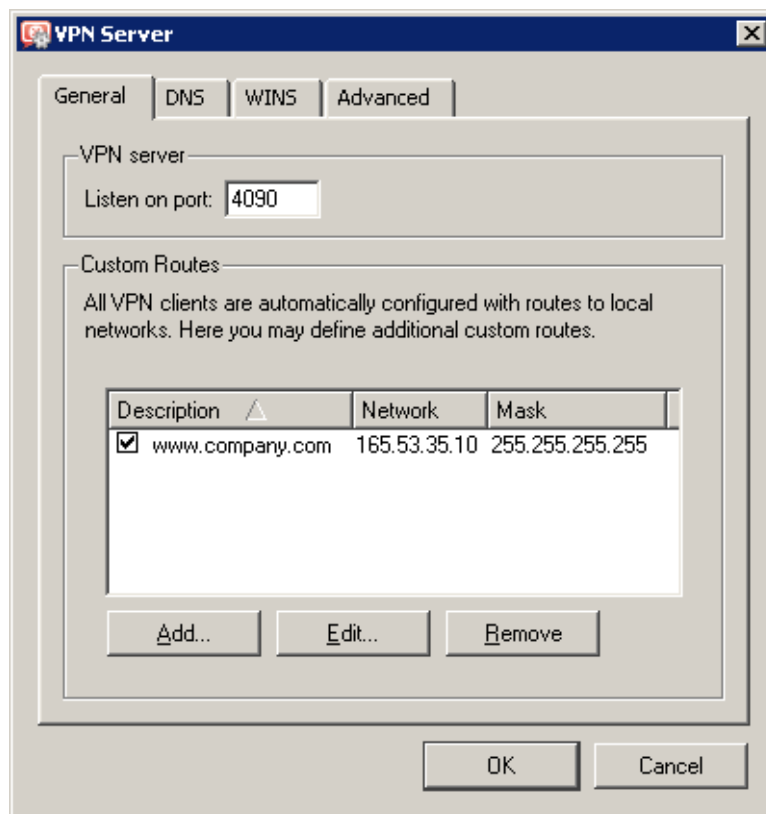 VPN Server
General DNS WINS Advanced
VPN server
Listen on port: 4090
Custom Routes
All VPN clients are automatically configured with routes to local
networks. Here you may define additional custom routes.
Description Network Mask
www.company.com 165.53.35.10 255.255.255.255
Add... Edit... Remove
OK Cancel